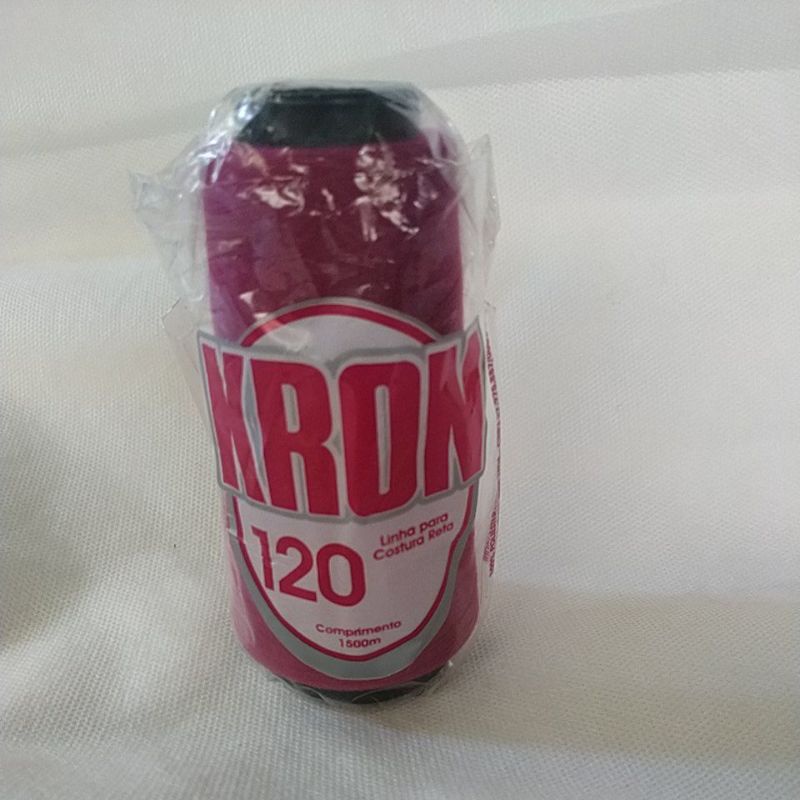 KRON
120
Linha para
Costura Reta
Comprimento
1500m